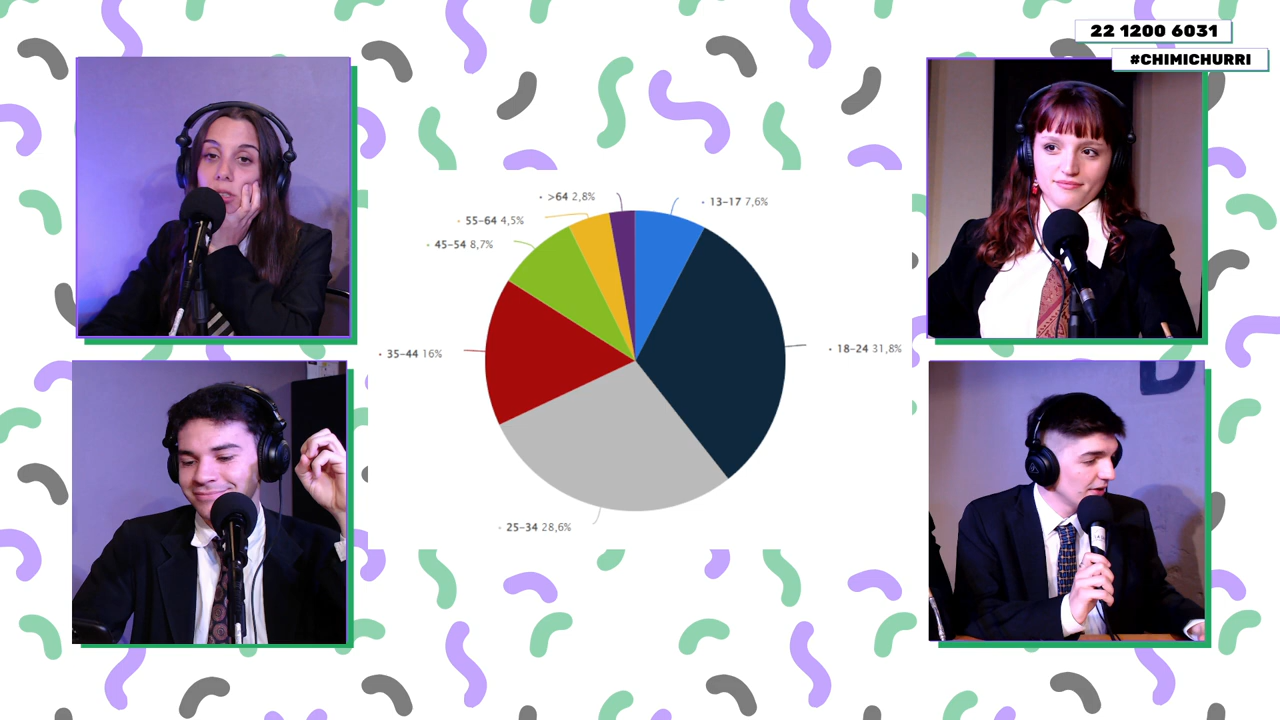 22 1200 6031
#CHIMICHURRI
>64 2,8%
13–17 7,6%
55–64 4,5%
45–54 8,7%
35–44 16%
18–24 31,8%
25–34 28,6%
D